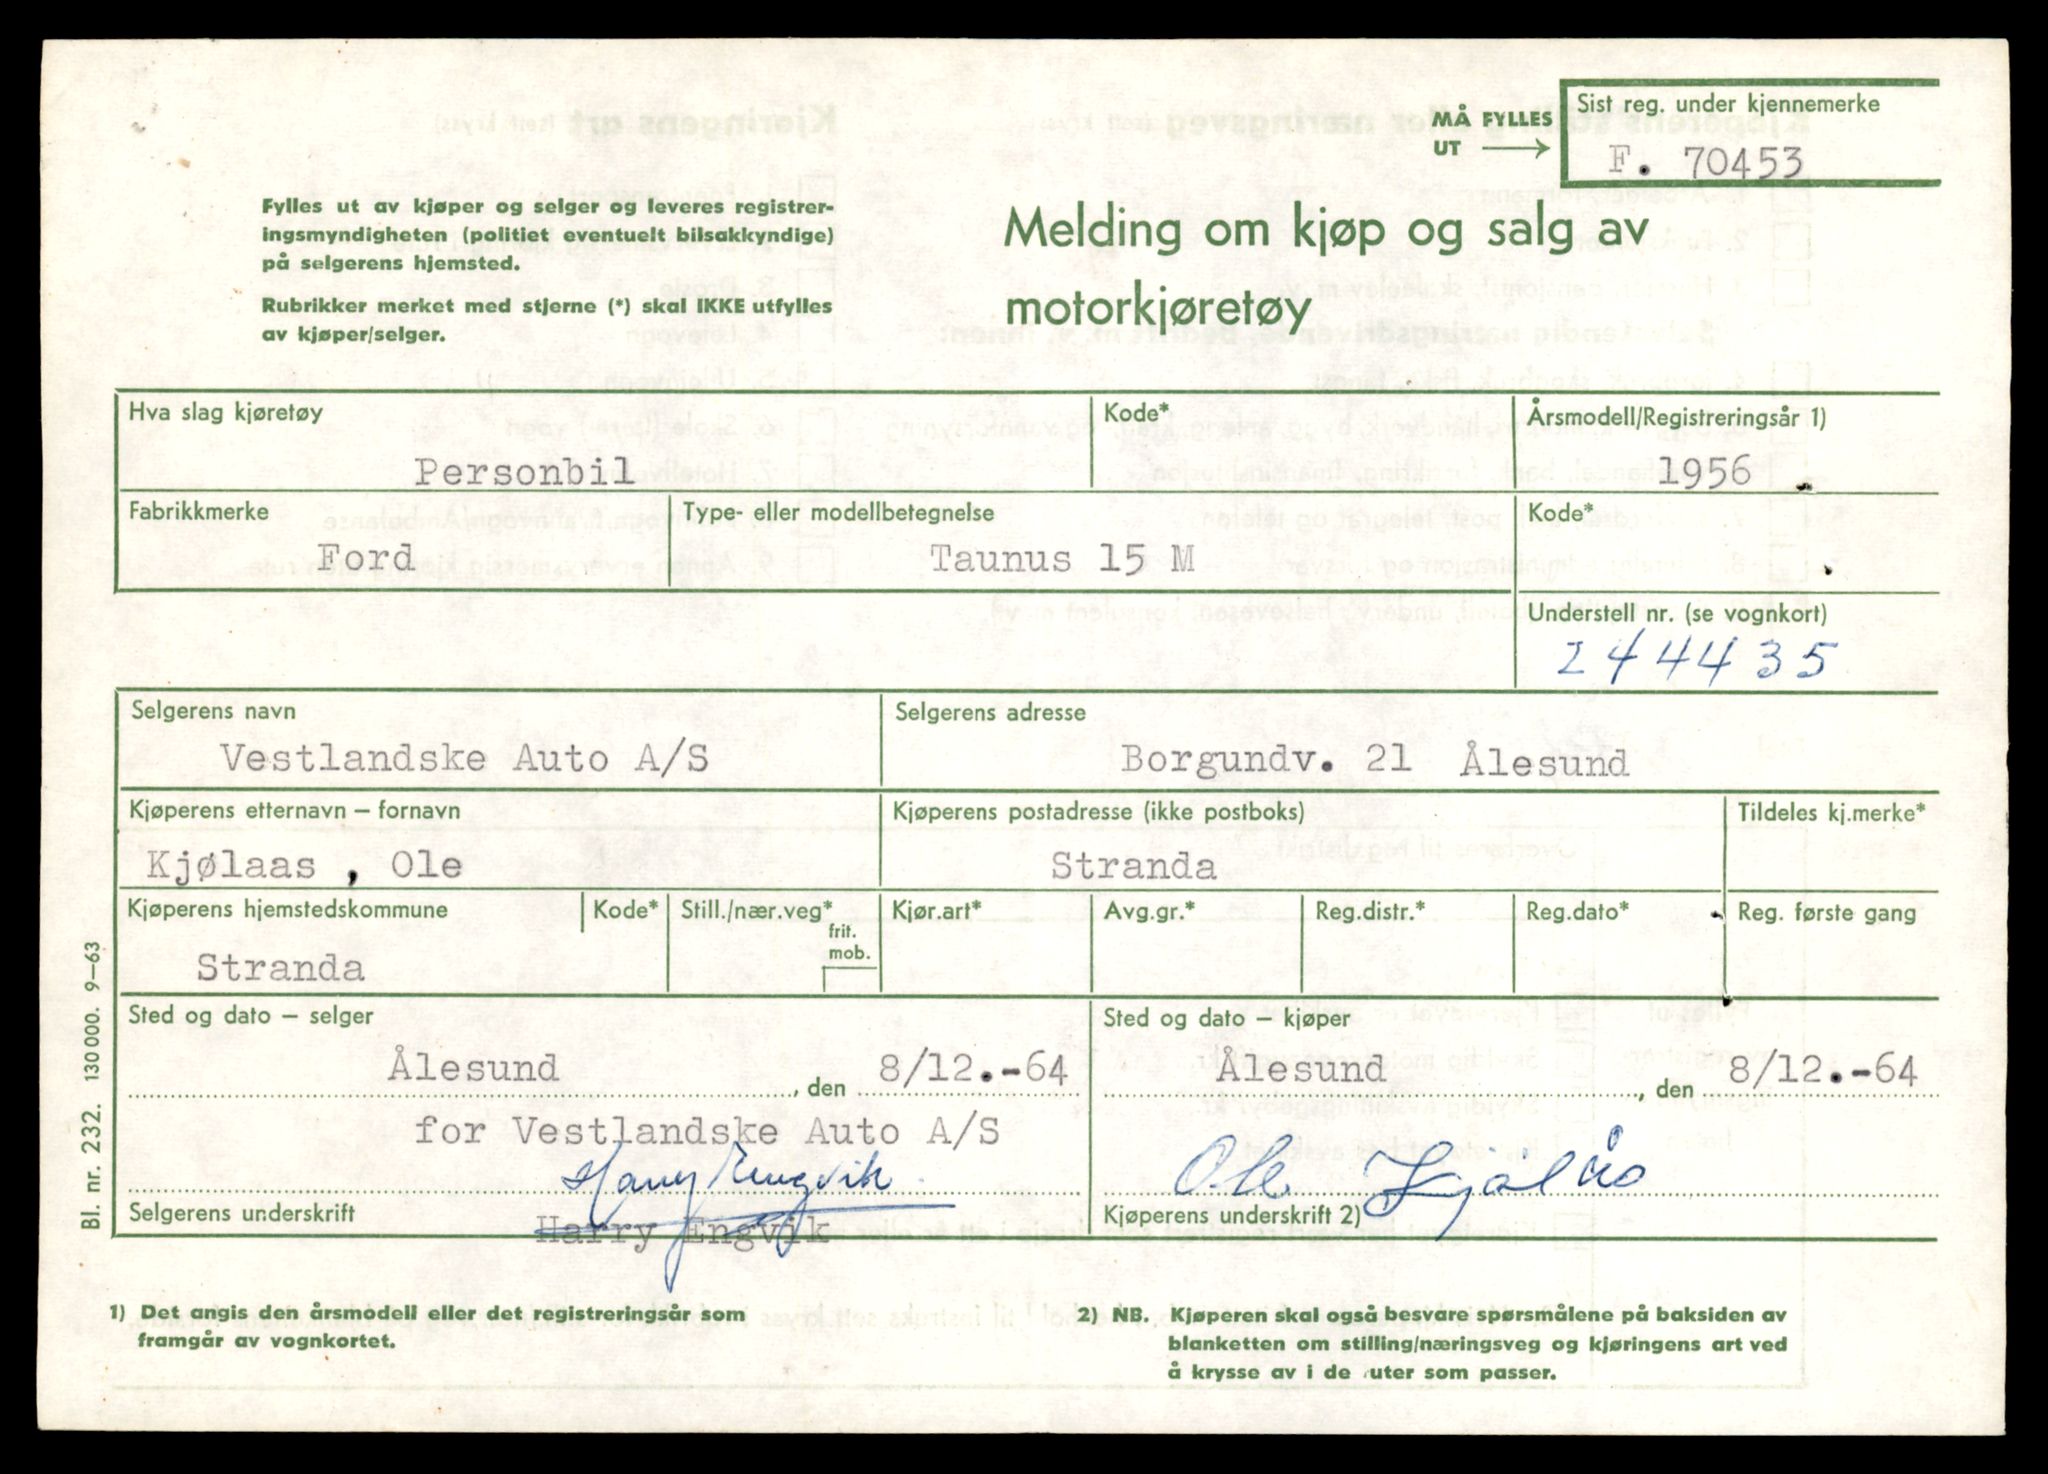 MÅ FYLLES
UT
Sist reg. under kjennemerke
F. 70453
Fylles ut av kjøper og selger og leveres registrer-
ingsmyndigheten (politiet eventuelt bilsakkyndige)
på selgerens hjemsted.
Rubrikker merket med stjerne (*) skal IKKE utfylles
av kjøper/selger.
Melding om kjøp og salg av
motorkjøretøy
Hva slag kjøretøy
Personbil
Kode*
Årsmodell/Registreringsår 1)
1956
Fabrikkmerke
Ford
Type- eller modellbetegnelse
Taunus 15 M
Kode*
Understell nr. (se vognkort)
244435
Selgerens navn
Vestlandske Auto A/S
Selgerens adresse
Borgundv. 21 Ålesund
Kjøperens etternavn – fornavn
Kjølaas , Ole
Kjøperens postadresse (ikke postboks)
Stranda
Tildeles kj.merke*
Kjøperens hjemstedskommune
Stranda
Kode*
Still./nær.veg*
frit.
mob.
Kjør.art*
Avg.gr.*
Reg.distr.*
Reg.dato*
Reg. første gang
Sted og dato – selger
Ålesund , den 8/12.-64
for Vestlandske Auto A/S
Harry Engvik
Selgerens underskrift
Harry Engvik
Sted og dato – kjøper
Ålesund , den 8/12.-64
Ole Kjølås
Kjøperens underskrift 2)
Bl. nr. 232. 130 000. 9–63
1) Det angis den årsmodell eller det registreringsår som
framgår av vognkortet.
2) NB. Kjøperen skal også besvare spørsmålene på baksiden av
blanketten om stilling/næringsveg og kjøringens art ved
å krysse av i de ruter som passer.